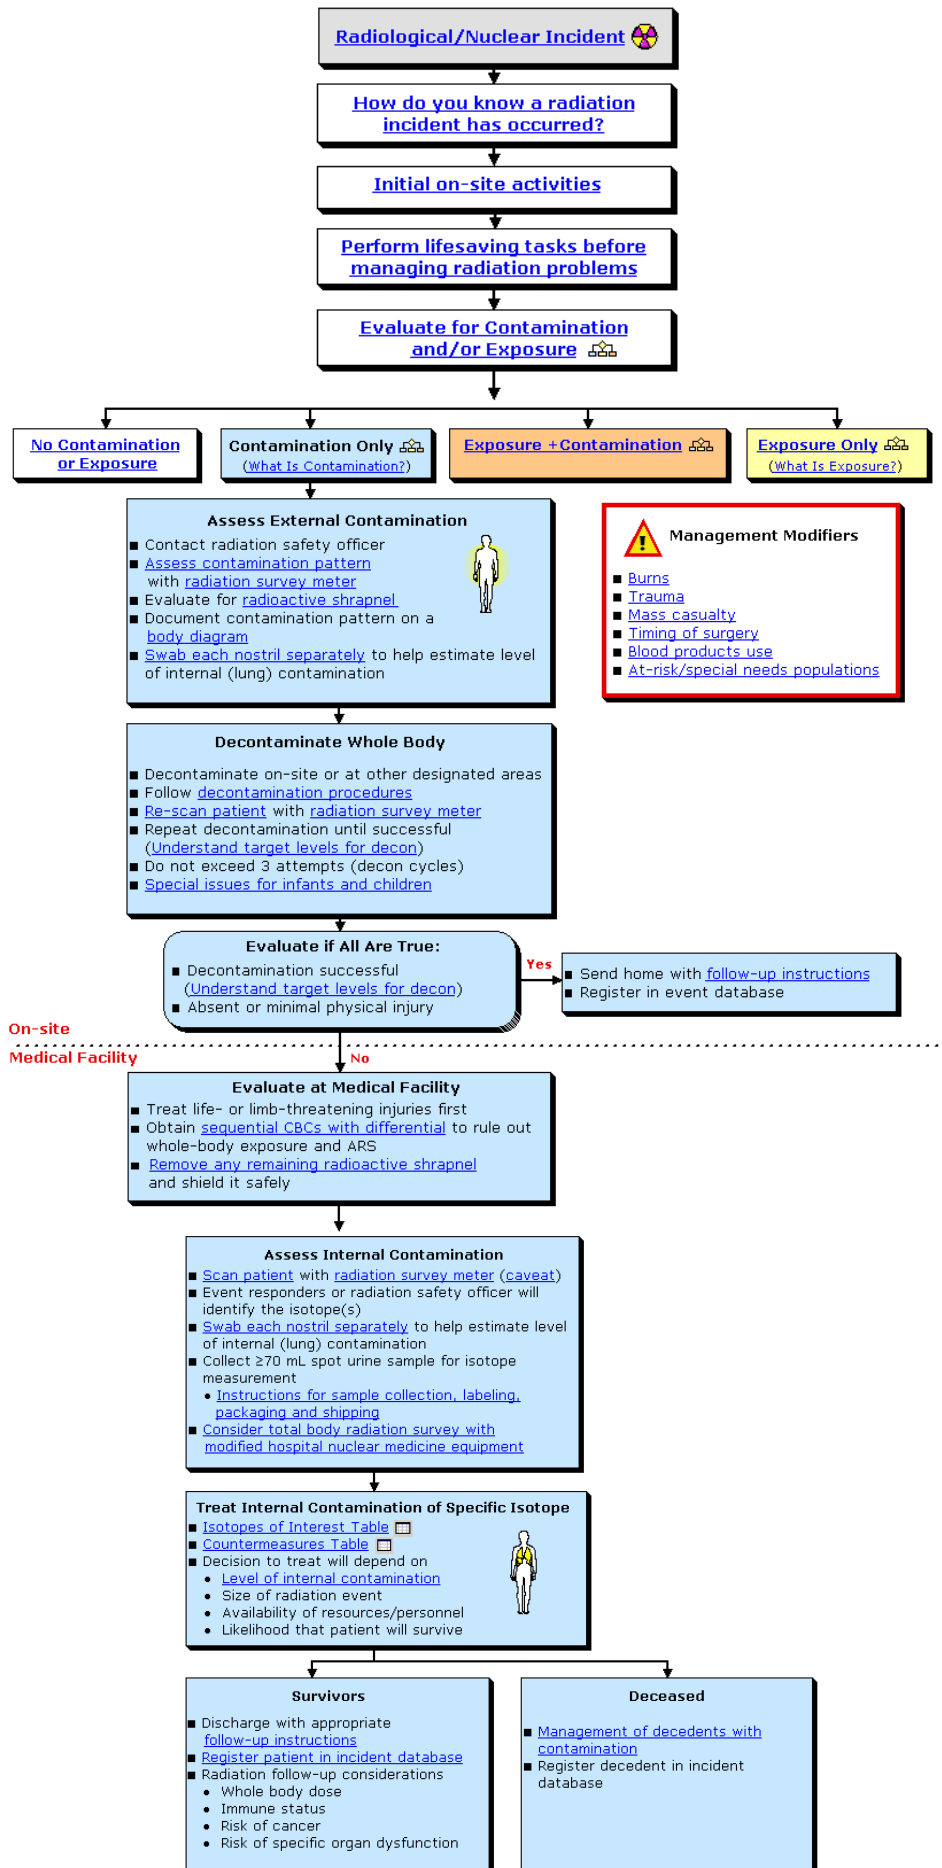 Radiological/Nuclear Incident
How do you know a radiation
incident has occurred?
Initial on-site activities
Perform lifesaving tasks before
managing radiation problems
Evaluate for Contamination
and/or Exposure
No Contamination
or Exposure
Contamination Only
(What Is Contamination?)
Exposure +Contamination
Exposure Only
(What Is Exposure?)
Assess External Contamination
■ Contact radiation safety officer
■ Assess contamination pattern
with radiation survey meter
■ Evaluate for radioactive shrapnel
■ Document contamination pattern on a
body diagram
■ Swab each nostril separately to help estimate level
of internal (lung) contamination
Management Modifiers
■ Burns
■ Trauma
■ Mass casualty
■ Timing of surgery
■ Blood products use
■ At-risk/special needs populations
Decontaminate Whole Body
■ Decontaminate on-site or at other designated areas
■ Follow decontamination procedures
■ Re-scan patient with radiation survey meter
■ Repeat decontamination until successful
(Understand target levels for decon)
■ Do not exceed 3 attempts (decon cycles)
■ Special issues for infants and children
Evaluate if All Are True:
■ Decontamination successful
(Understand target levels for decon)
■ Absent or minimal physical injury
Yes
■ Send home with follow-up instructions
■ Register in event database
On-site
Medical Facility
No
Evaluate at Medical Facility
■ Treat life- or limb-threatening injuries first
■ Obtain sequential CBCs with differential to rule out
whole-body exposure and ARS
■ Remove any remaining radioactive shrapnel
and shield it safely
Assess Internal Contamination
■ Scan patient with radiation survey meter (caveat)
■ Event responders or radiation safety officer will
identify the isotope(s)
■ Swab each nostril separately to help estimate level
of internal (lung) contamination
■ Collect ≥70 mL spot urine sample for isotope
measurement
• Instructions for sample collection, labeling,
packaging and shipping
■ Consider total body radiation survey with
modified hospital nuclear medicine equipment
Treat Internal Contamination of Specific Isotope
■ Isotopes of Interest Table
■ Countermeasures Table
■ Decision to treat will depend on
• Level of internal contamination
• Size of radiation event
• Availability of resources/personnel
• Likelihood that patient will survive
Survivors
■ Discharge with appropriate
follow-up instructions
■ Register patient in incident database
■ Radiation follow-up considerations
• Whole body dose
• Immune status
• Risk of cancer
• Risk of specific organ dysfunction
Deceased
■ Management of decedents with
contamination
■ Register decedent in incident
database